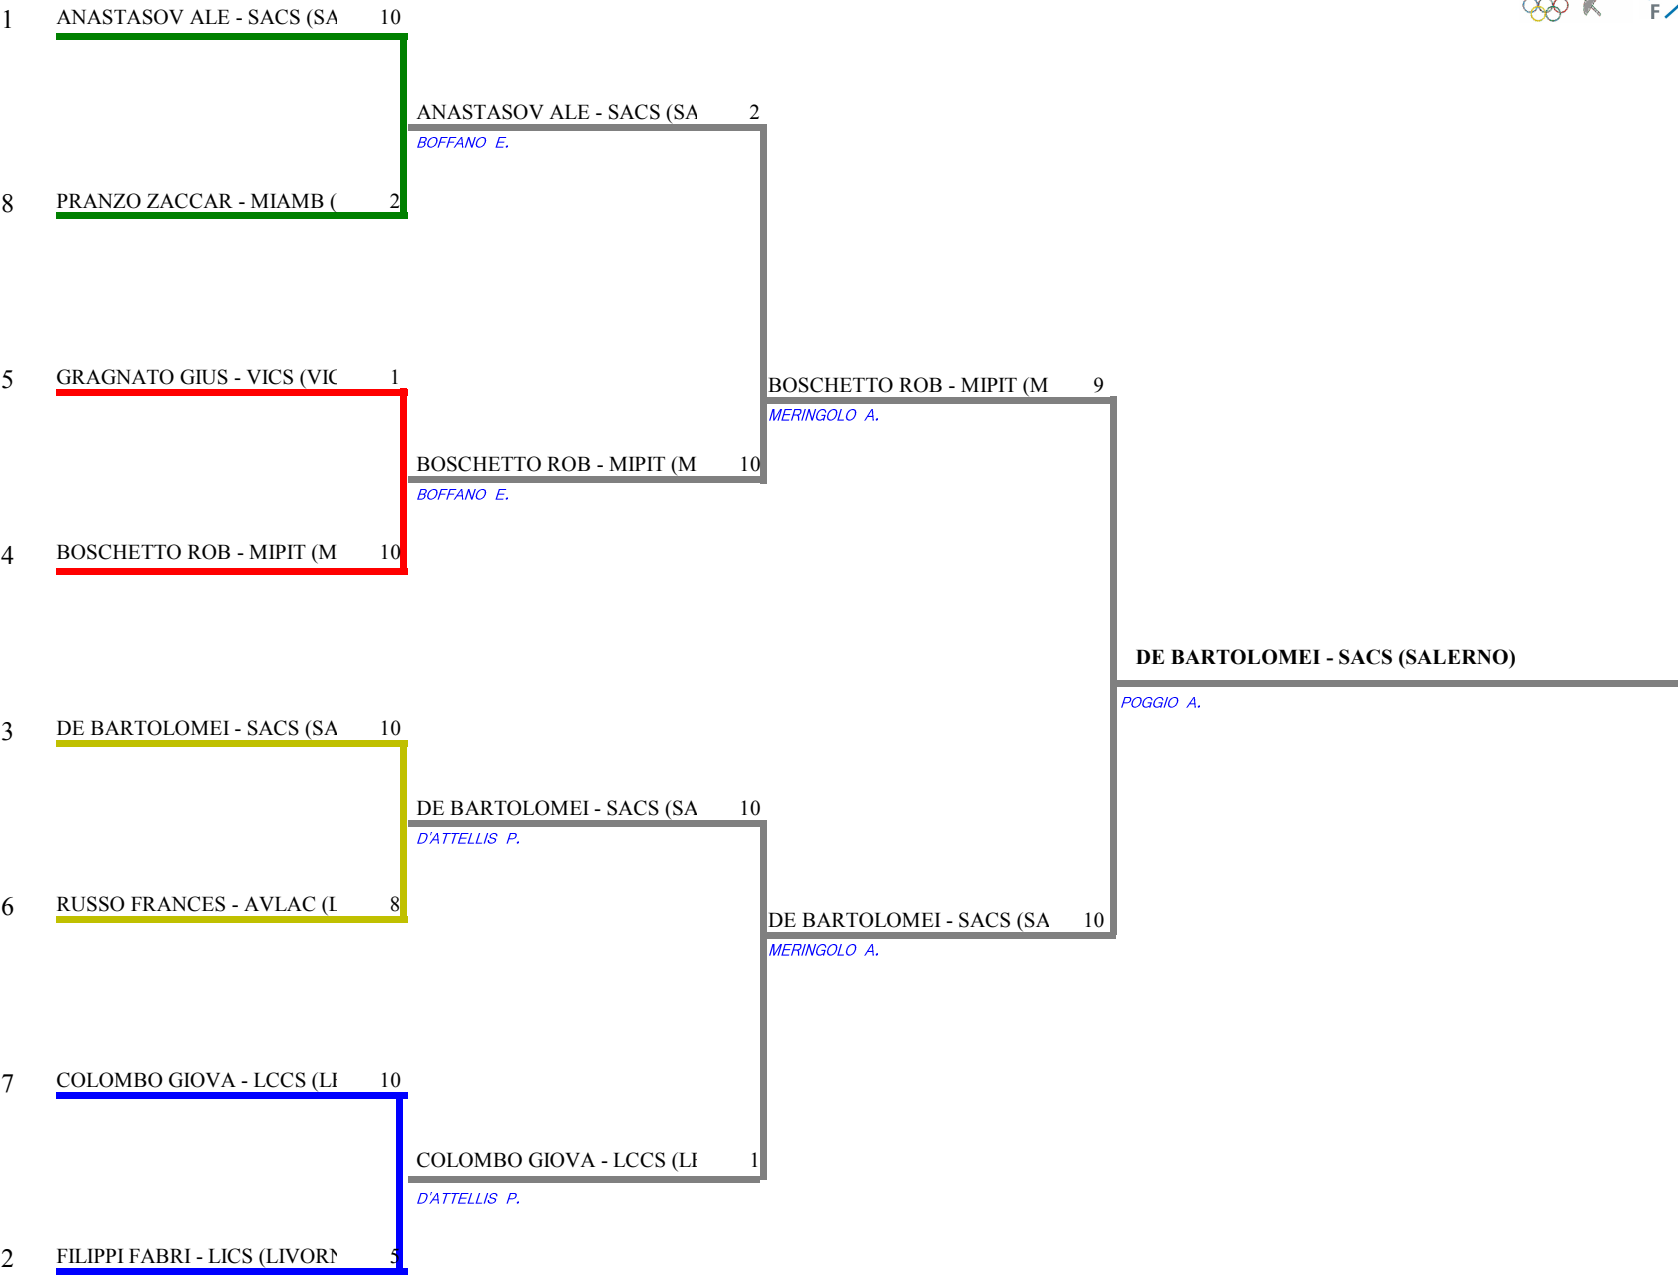 1 ANASTASOV ALE - SACS (SA 10
ANASTASOV ALE - SACS (SA 2
BOFFANO E.
8 PRANZO ZACCAR - MIAMB ( 2
5 GRAGNATO GIUS - VICS (VIC 1
BOSCHETTO ROB - MIPIT (M 9
MERINGOLO A.
BOSCHETTO ROB - MIPIT (M 10
BOFFANO E.
4 BOSCHETTO ROB - MIPIT (M 10
DE BARTOLOMEI - SACS (SALERNO)
POGGIO A.
3 DE BARTOLOMEI - SACS (SA 10
DE BARTOLOMEI - SACS (SA 10
D'ATTELLIS P.
6 RUSSO FRANCES - AVLAC (L 8
DE BARTOLOMEI - SACS (SA 10
MERINGOLO A.
7 COLOMBO GIOVA - LCCS (LE 10
COLOMBO GIOVA - LCCS (LE 1
D'ATTELLIS P.
2 FILIPPI FABRI - LICS (LIVORN 5